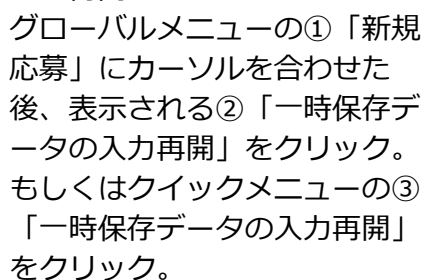 グローバルメニューの①「新規
応募」にカーソルを合わせた
後、表示される②「一時保存デ
ータの入力再開」をクリック。
もしくはクイックメニューの③
「一時保存データの入力再開」
をクリック。